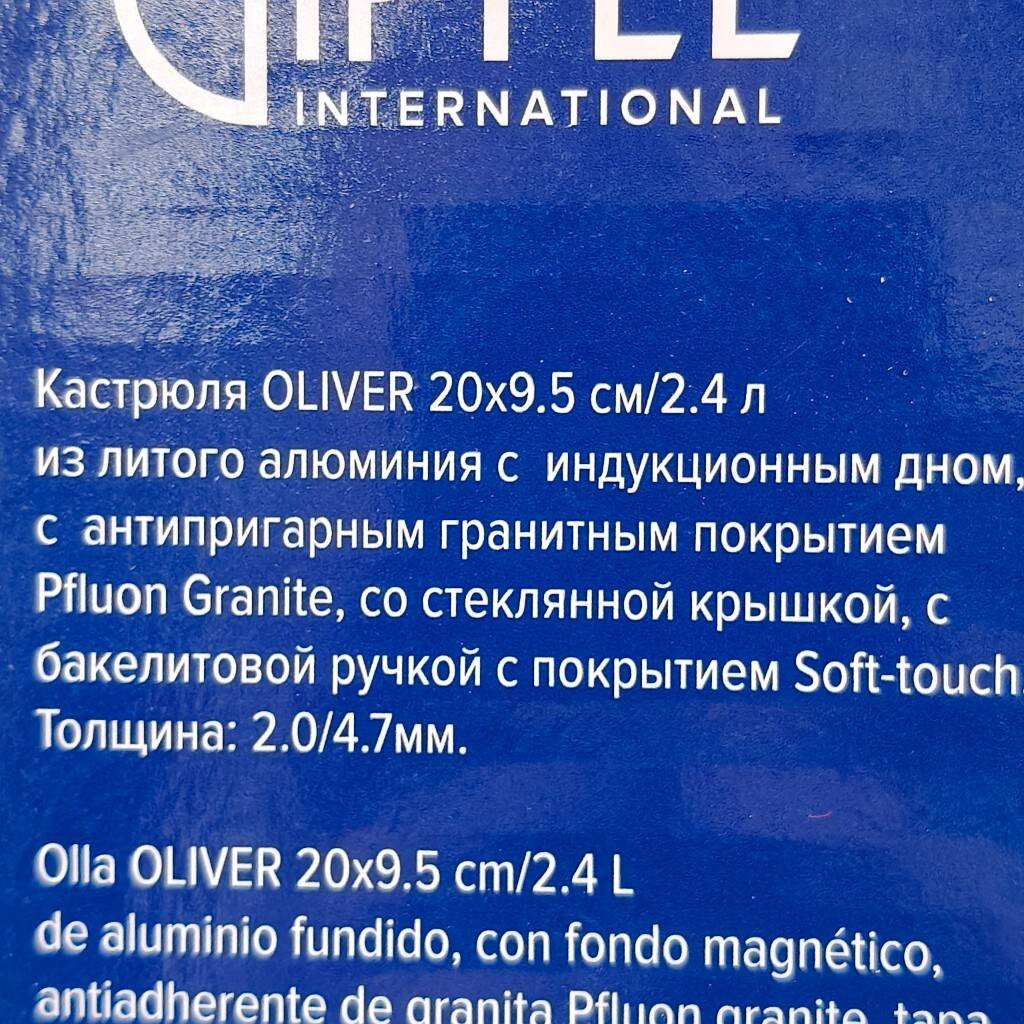 GIPFEL
INTERNATIONAL
Кастрюля OLIVER 20x9.5 см/2.4 л
из литого алюминия с индукционным дном,
с антипригарным гранитным покрытием
Pfluon Granite, со стеклянной крышкой, с
бакелитовой ручкой с покрытием Soft-touch.
Толщина: 2.0/4.7мм.
Olla OLIVER 20x9.5 cm/2.4 L
de aluminio fundido, con fondo magnético,
antiadherente de granita Pfluon granite, tapa